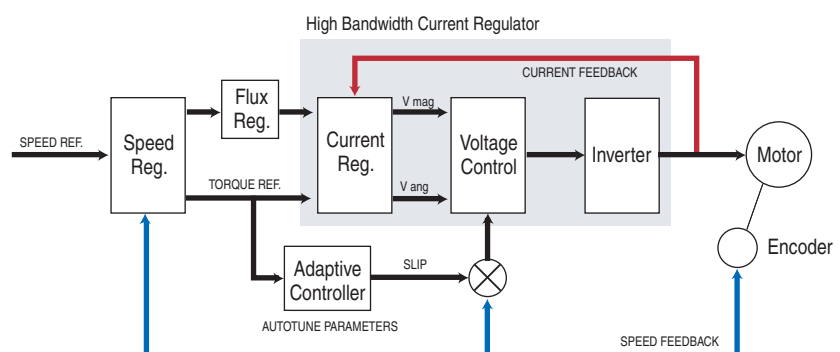 High Bandwidth Current Regulator
CURRENT FEEDBACK
SPEED REF.
Speed
Reg.
Flux
Reg.
Current
Reg.
V mag
V ang
Voltage
Control
Inverter
Motor
TORQUE REF.
Encoder
Adaptive
Controller
SLIP
AUTOTUNE PARAMETERS
SPEED FEEDBACK